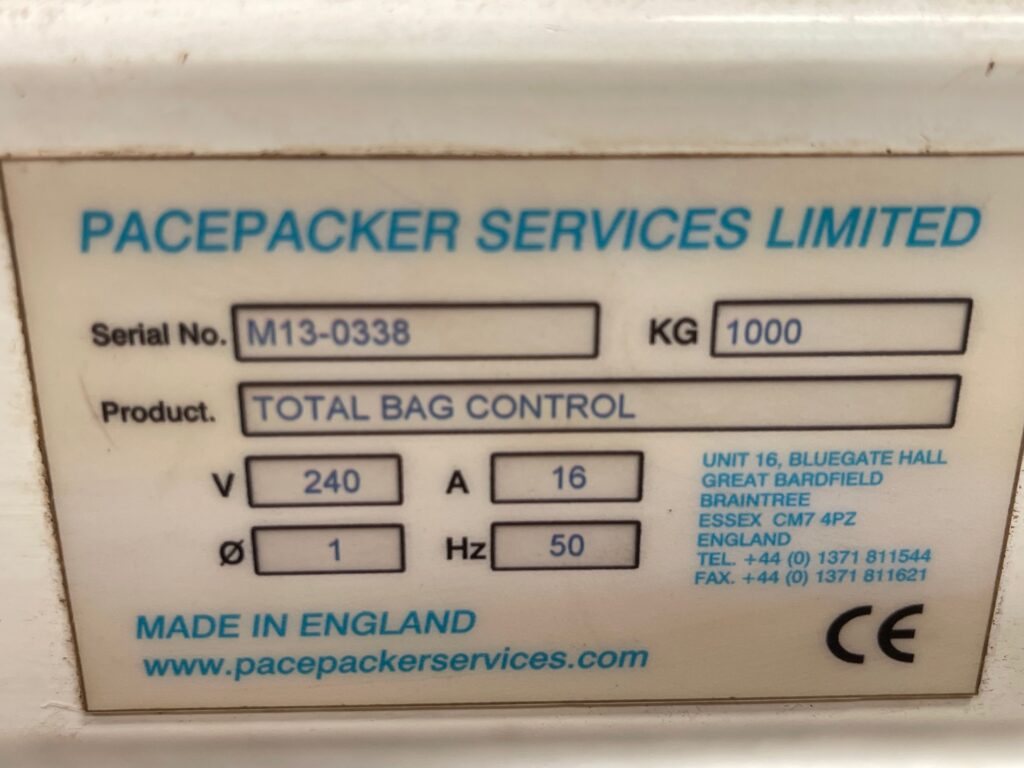 PACEPACKER SERVICES LIMITED
Serial No. M13-0338 KG 1000
Product. TOTAL BAG CONTROL
V 240 A 16
Ø 1 Hz 50
UNIT 16, BLUEGATE HALL
GREAT BARDFIELD
BRAINTREE
ESSEX CM7 4PZ
ENGLAND
TEL. +44 (0) 1371 811544
FAX. +44 (0) 1371 811621
MADE IN ENGLAND
www.pacepackerservices.com
CE